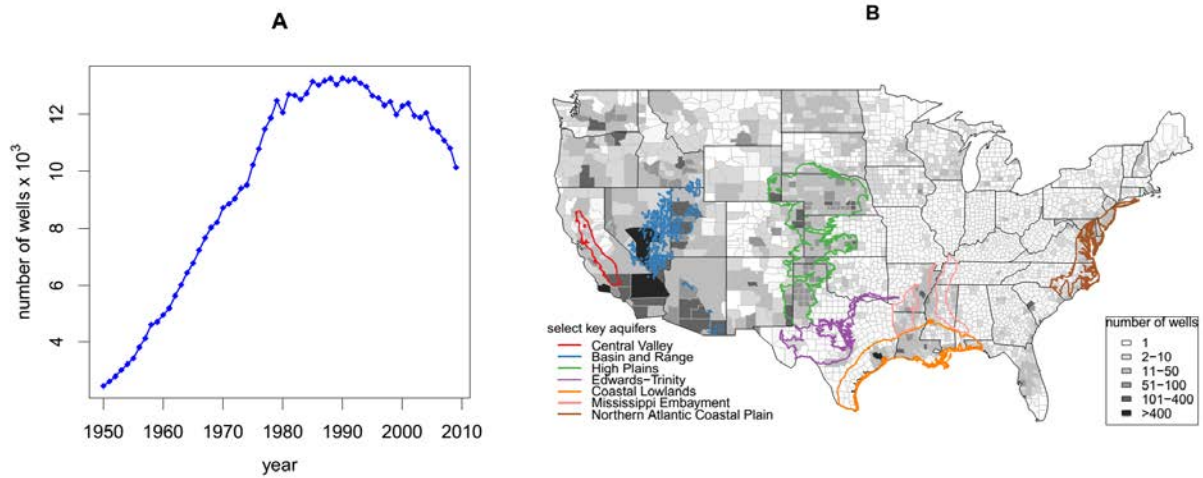 A
number of wells x 10³
12
10
8
6
4
1950 1960 1970 1980 1990 2000 2010
year
B
select key aquifers
Central Valley
Basin and Range
High Plains
Edwards−Trinity
Coastal Lowlands
Mississippi Embayment
Northern Atlantic Coastal Plain
number of wells
1
2−10
11−50
51−100
101−400
>400